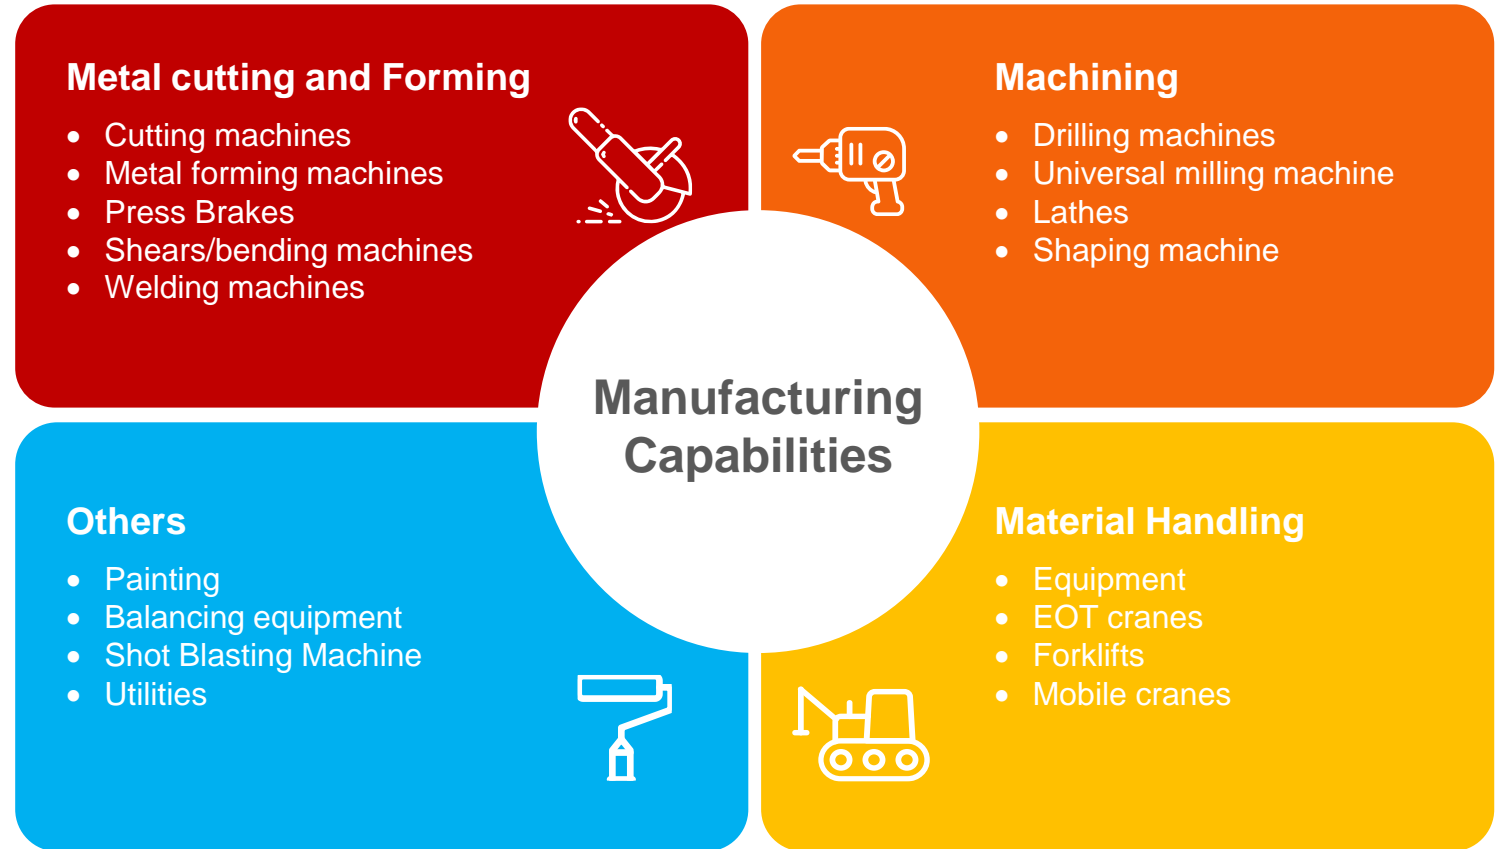 Metal cutting and Forming
• Cutting machines
• Metal forming machines
• Press Brakes
• Shears/bending machines
• Welding machines
Machining
• Drilling machines
• Universal milling machine
• Lathes
• Shaping machine
Manufacturing
Capabilities
Others
• Painting
• Balancing equipment
• Shot Blasting Machine
• Utilities
Material Handling
• Equipment
• EOT cranes
• Forklifts
• Mobile cranes